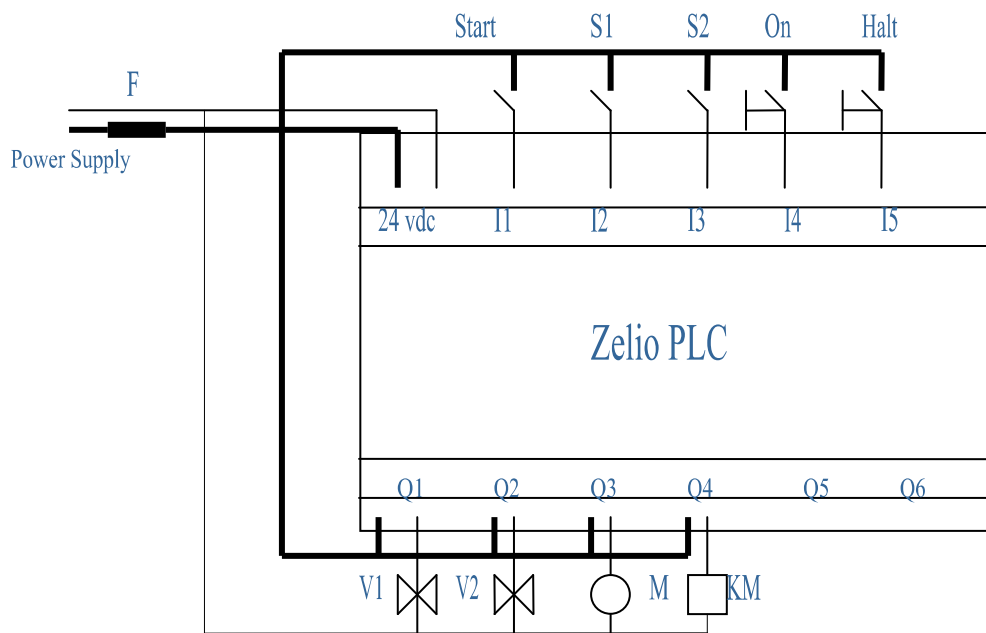 Start S1 S2 On Halt
F
Power Supply
24 vdc I1 I2 I3 I4 I5
Zelio PLC
Q1 Q2 Q3 Q4 Q5 Q6
V1 V2 M KM